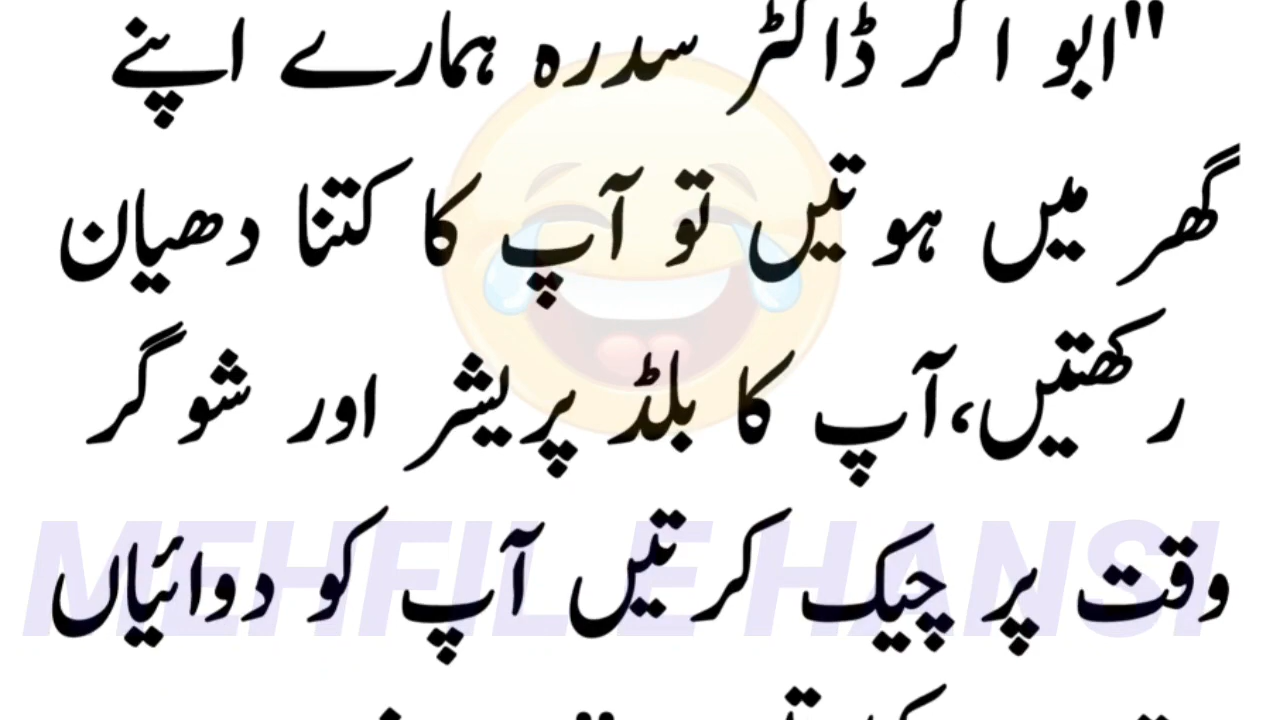 "ابو اگر ڈاکٹر سدرہ ہمارے اپنے
گھر میں ہوتیں تو آپ کا کتنا دھیان
رکھتیں،آپ کا بلڈ پریشر اور شوگر
وقت پر چیک کرتیں آپ کو دوائیاں
MEHFIL E HANSI